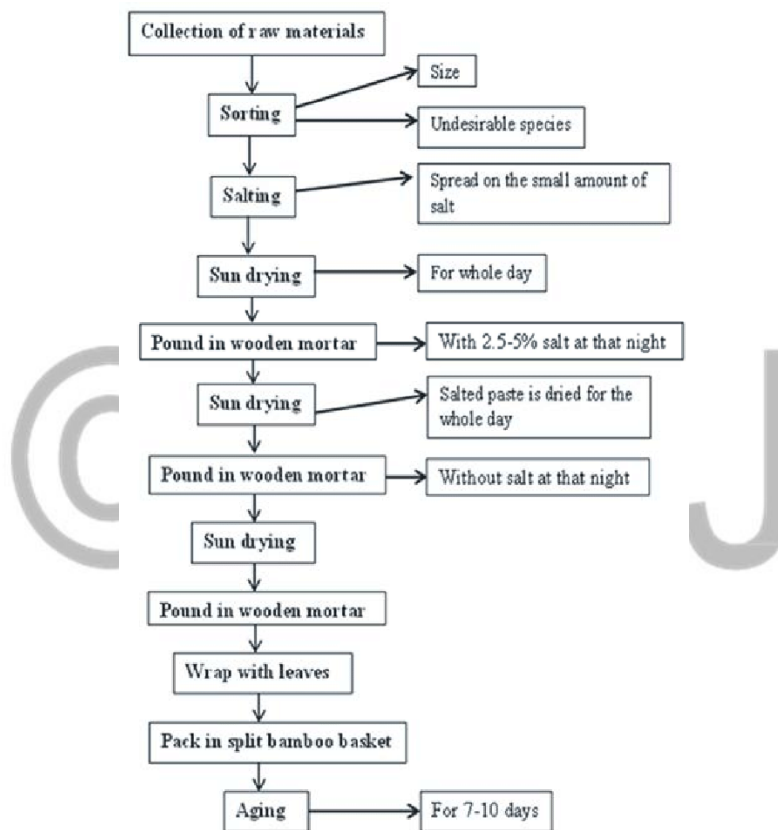 Collection of raw materials
Size
Sorting
Undesirable species
Salting
Spread on the small amount of
salt
Sun drying
For whole day
Pound in wooden mortar
With 2.5-5% salt at that night
Sun drying
Salted paste is dried for the
whole day
Pound in wooden mortar
Without salt at that night
Sun drying
Pound in wooden mortar
Wrap with leaves
Pack in split bamboo basket
Aging
For 7-10 days
©
J